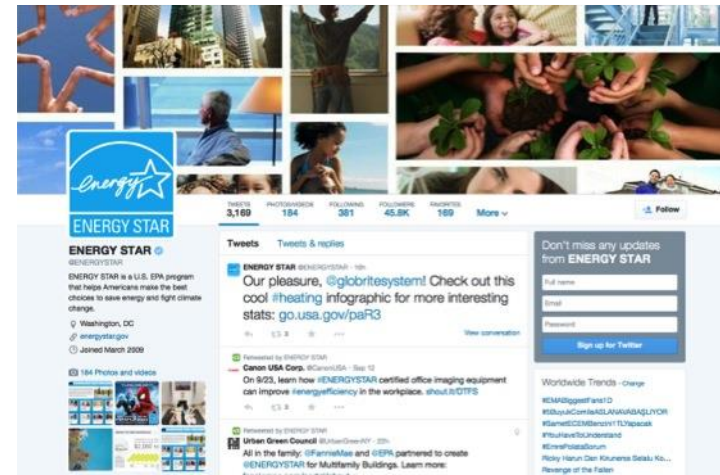 energy
ENERGY STAR
TWEETS
3,169
PHOTOS/VIDEOS
184
FOLLOWING
381
FOLLOWERS
45.8K
FAVORITES
169
More
Follow
ENERGY STAR
@ENERGYSTAR
ENERGY STAR is a U.S. EPA program
that helps Americans make the best
choices to save energy and fight climate
change.
Washington, DC
energystar.gov
Joined March 2009
184 Photos and videos
Tweets Tweets & replies
ENERGY STAR @ENERGYSTAR · 16h
Our pleasure, @globritesystem! Check out this
cool #heating infographic for more interesting
stats: go.usa.gov/paR3
3
View conversation
Retweeted by ENERGY STAR
Canon USA Corp. @CanonUSA · Sep 12
On 9/23, learn how #ENERGYSTAR certified office imaging equipment
can improve #energyefficiency in the workplace. shout.lt/DTFS
3
Retweeted by ENERGY STAR
Urban Green Council @UrbanGreenNY · 22h
All in the family: @FannieMae and @EPA partnered to create
@ENERGYSTAR for Multifamily Buildings. Learn more:
Don't miss any updates
from ENERGY STAR
Full name
Email
Password
Sign up for Twitter
Worldwide Trends · Change
#EMABiggestFans1D
#YouHaveToUnderstand
#EmrePolataSorum
Revenge of the Fallen